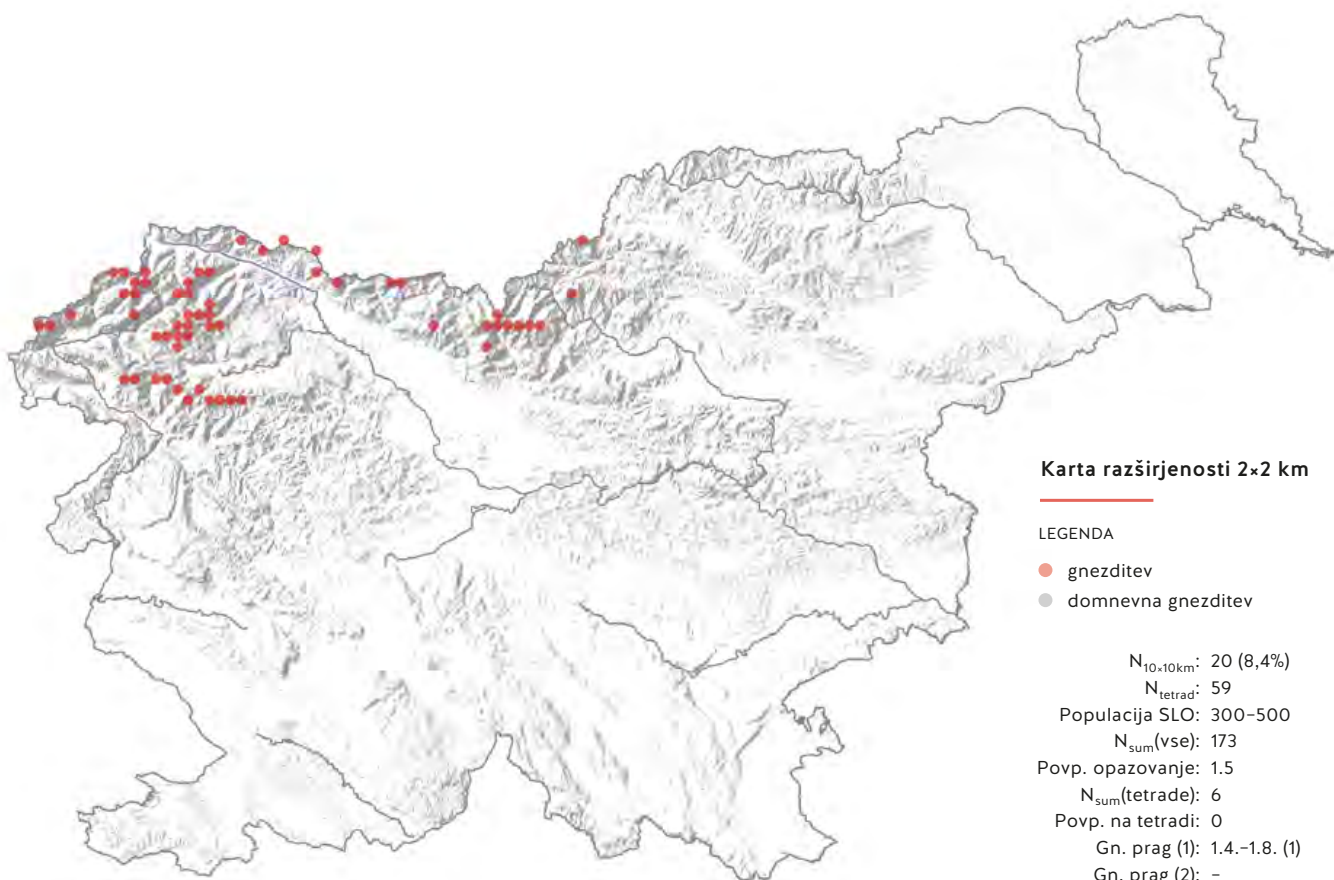 Karta razširjenosti 2×2 km
LEGENDA
gnezditev
domnevna gnezditev
N10×10km: 20 (8,4%)
Ntetrad: 59
Populacija SLO: 300–500
Nsum(vse): 173
Povp. opazovanje: 1.5
Nsum(tetrade): 6
Povp. na tetradi: 0
Gn. prag (1): 1.4.–1.8. (1)
Gn. prag (2): –